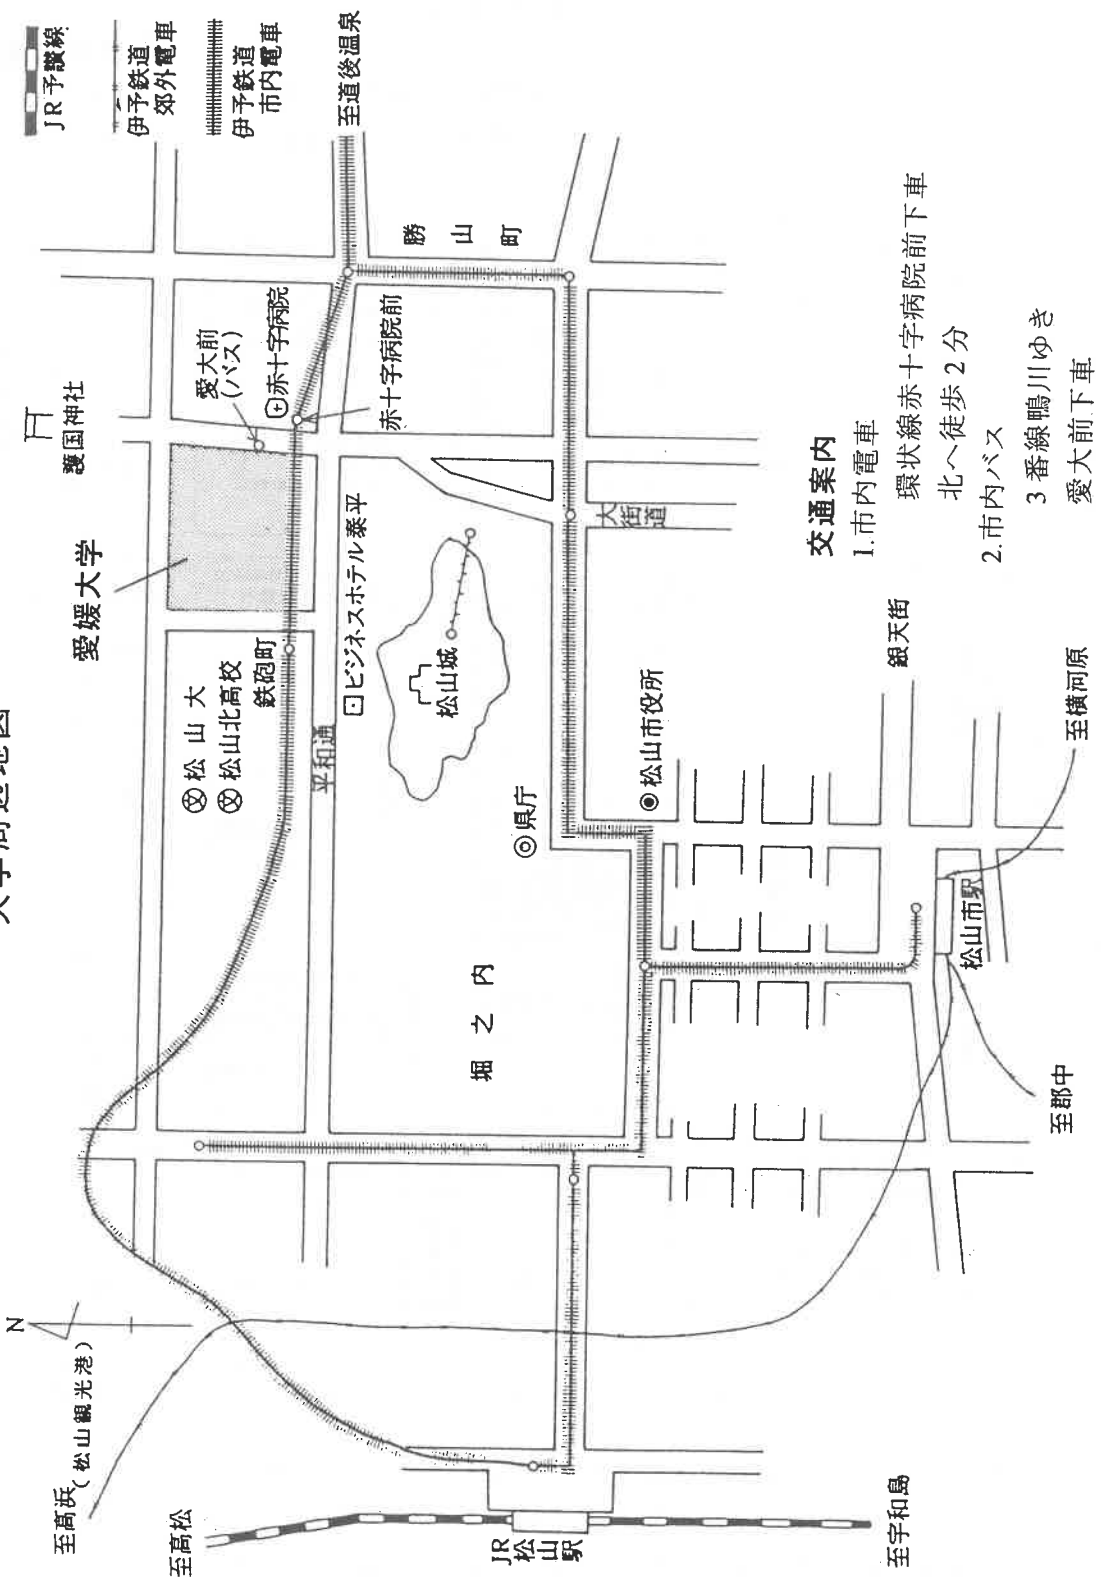 大学周辺地図
JR予讃線
伊予鉄道
郊外電車
伊予鉄道
市内電車
N
至高浜
(松山観光港)
至高松
JR
松山駅
至宇和島
護国神社
愛媛大学
愛大前
(バス)
赤十字病院
赤十字病院前
至道後温泉
勝山町
文 松山大
文 松山北高校
鉄砲町
平和通
ビジネスホテル泰平
松山城
大街道
県庁
堀之内
松山市役所
銀天街
松山市駅
至横河原
至郡中
交通案内
1.市内電車
環状線赤十字病院前下車
北へ徒歩2分
2.市内バス
3番線鴨川ゆき
愛大前下車